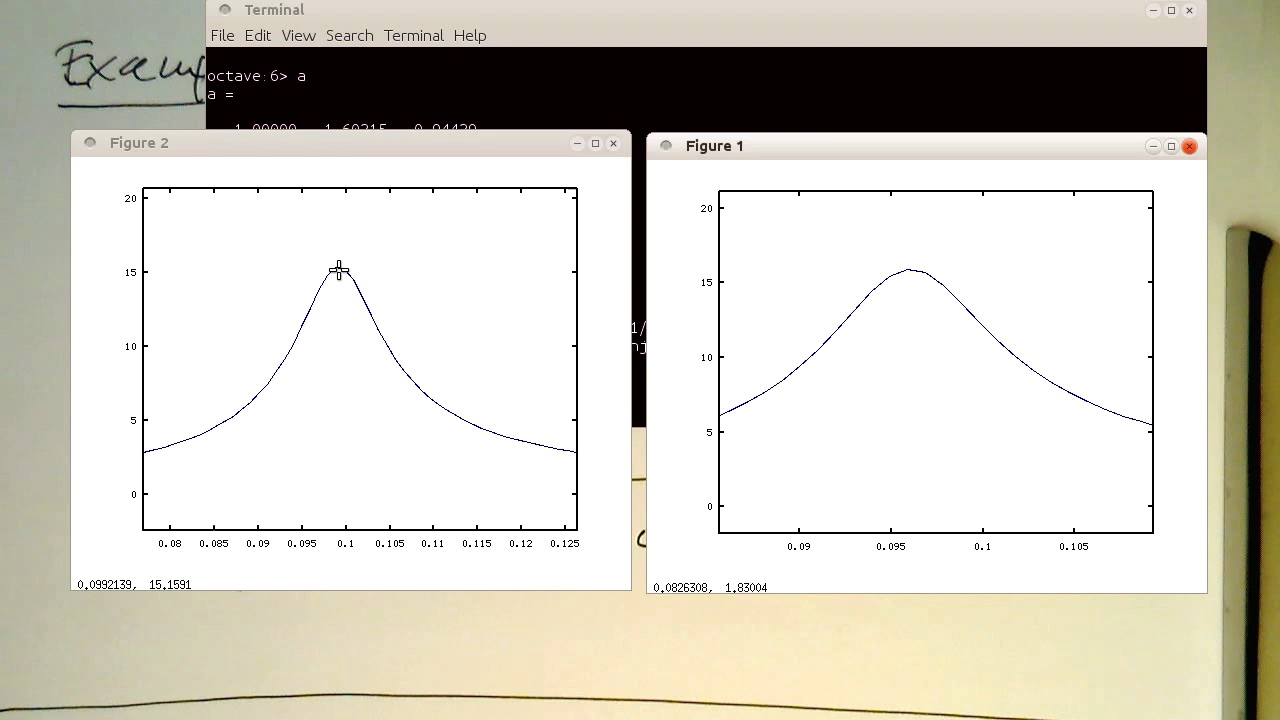 Terminal
File Edit View Search Terminal Help
octave:6> a
a =
Figure 2
20
15
10
5
0
0.08 0.085 0.09 0.095 0.1 0.105 0.11 0.115 0.12 0.125
0.0992139, 15.1591
Figure 1
20
15
10
5
0
0.09 0.095 0.1 0.105
0.0826308, 1.83004